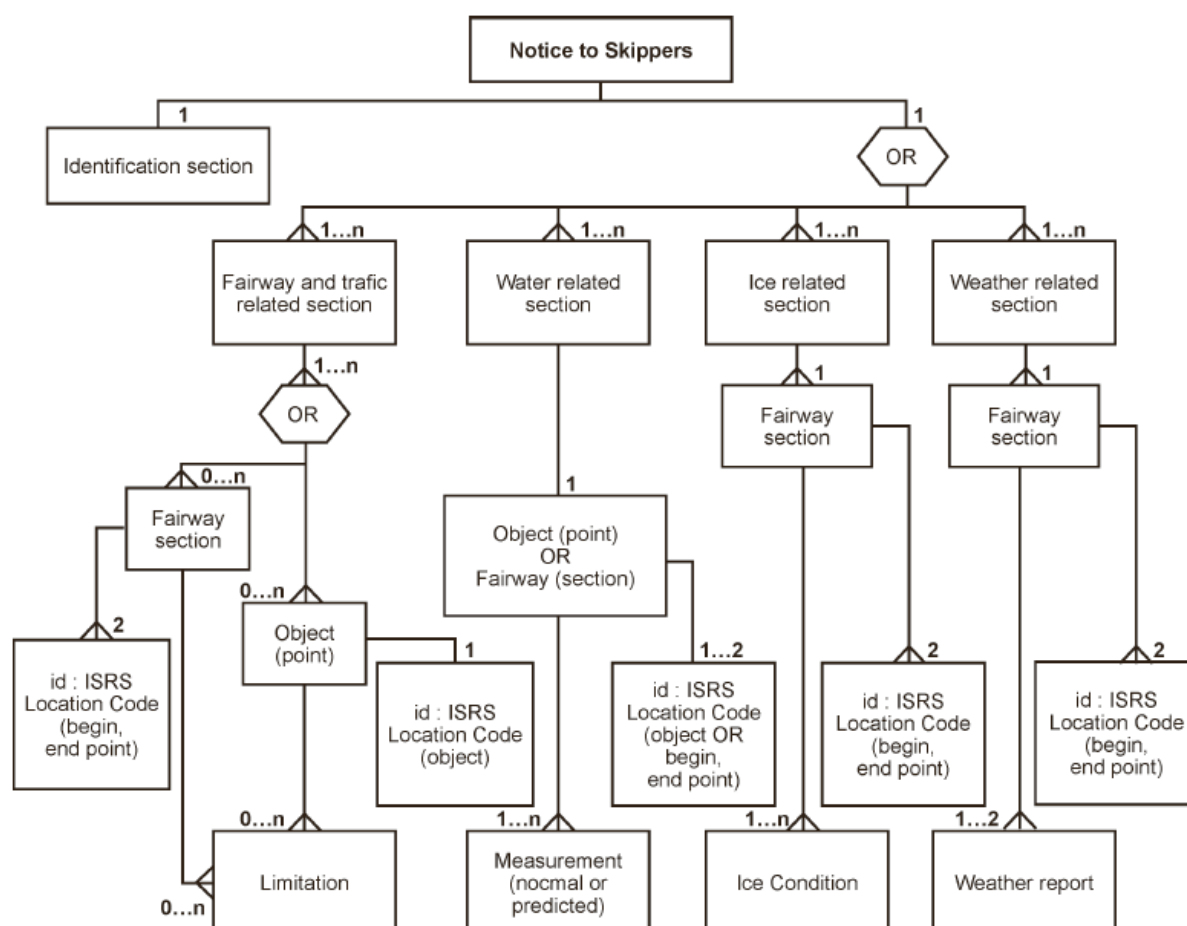 Notice to Skippers
1
1
Identification section
OR
1...n
1...n
1...n
1...n
Fairway and trafic
related section
Water related
section
Ice related
section
Weather related
section
1...n
1
1
OR
Fairway
section
Fairway
section
0...n
Fairway
section
1
Object (point)
OR
Fairway (section)
0...n
Object
(point)
2
1
1...2
2
2
id : ISRS
Location Code
(begin,
end point)
id : ISRS
Location Code
(object)
id : ISRS
Location Code
(object OR
begin,
end point)
id : ISRS
Location Code
(begin,
end point)
id : ISRS
Location Code
(begin,
end point)
0...n
1...n
1...n
1...2
Limitation
0...n
Measurement
(nocmal or
predicted)
Ice Condition
Weather report